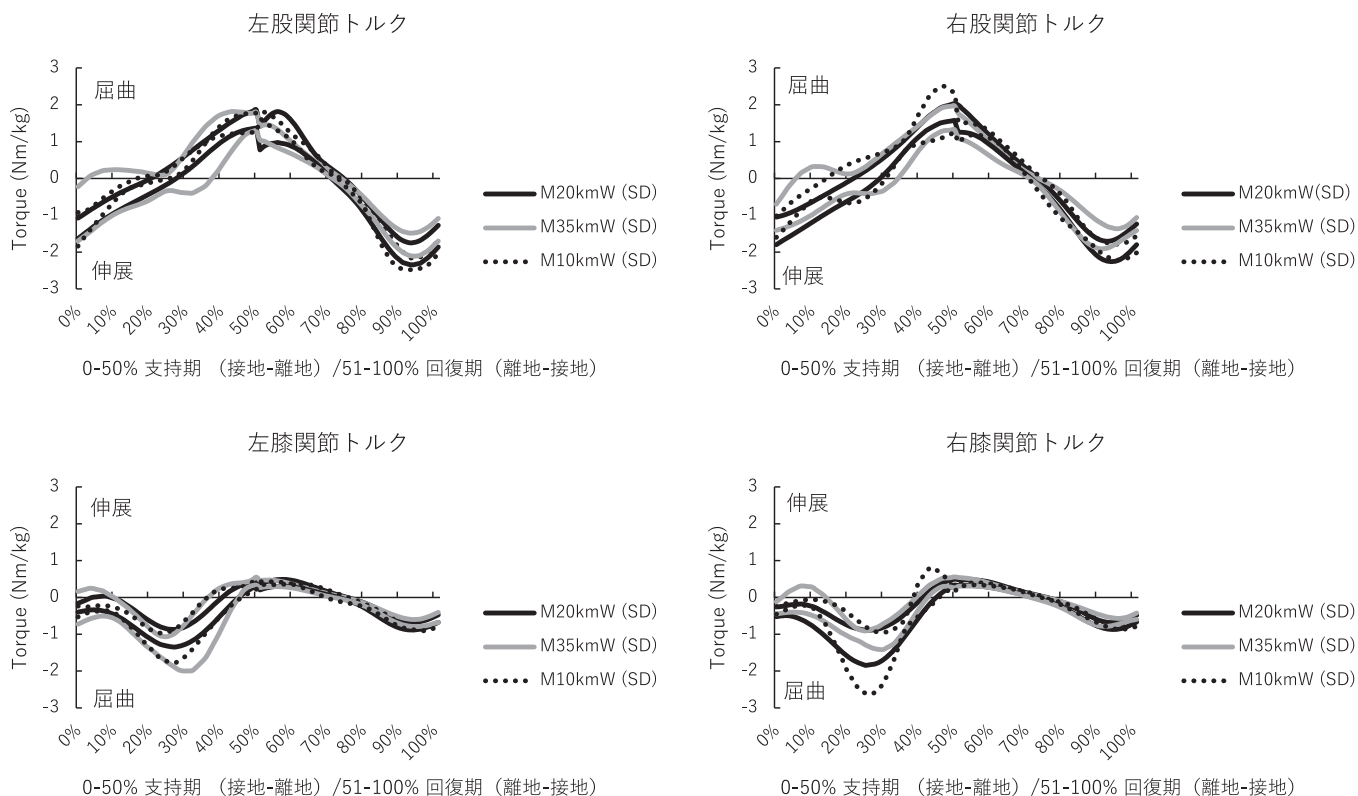 左股関節トルク
Torque (Nm/kg)
3
2
1
0
-1
-2
-3
屈曲
伸展
0%
10%
20%
30%
40%
50%
60%
70%
80%
90%
100%
M20kmW (SD)
M35kmW (SD)
M10kmW (SD)
0-50% 支持期 （接地-離地）/51-100% 回復期（離地-接地）
右股関節トルク
Torque (Nm/kg)
3
2
1
0
-1
-2
-3
屈曲
伸展
0%
10%
20%
30%
40%
50%
60%
70%
80%
90%
100%
M20kmW(SD)
M35kmW (SD)
M10kmW (SD)
0-50% 支持期 （接地-離地）/51-100% 回復期（離地-接地）
左膝関節トルク
Torque (Nm/kg)
3
2
1
0
-1
-2
-3
伸展
屈曲
0%
10%
20%
30%
40%
50%
60%
70%
80%
90%
100%
M20kmW (SD)
M35kmW (SD)
M10kmW (SD)
0-50% 支持期 （接地-離地）/51-100% 回復期（離地-接地）
右膝関節トルク
Torque (Nm/kg)
3
2
1
0
-1
-2
-3
伸展
屈曲
0%
10%
20%
30%
40%
50%
60%
70%
80%
90%
100%
M20kmW (SD)
M35kmW (SD)
M10kmW (SD)
0-50% 支持期 （接地-離地）/51-100% 回復期（離地-接地）